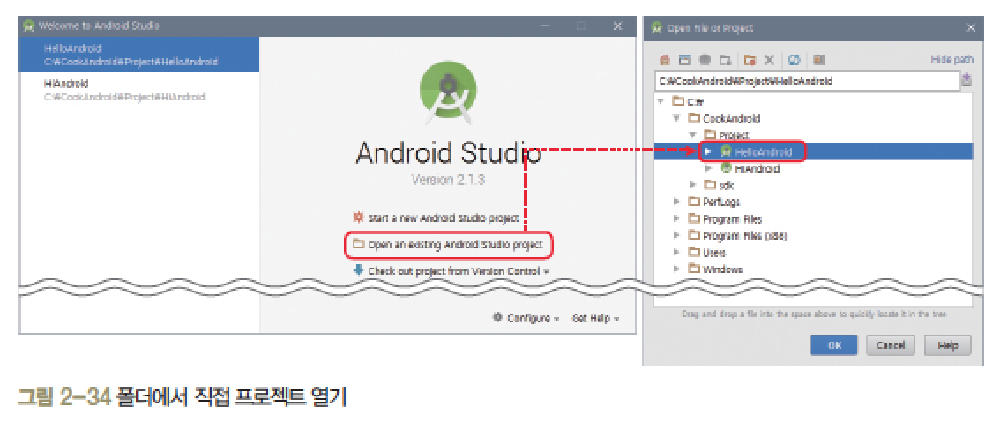 Welcome to Android Studio
HelloAndroid
C:₩CookAndroid₩Project₩HelloAndroid
HiAndroid
C:₩CookAndroid₩Project₩HiAndroid
Android Studio
Version 2.1.3
Start a new Android Studio project
Open an existing Android Studio project
Check out project from Version Control
Configure
Get Help
Open File or Project
Hide path
C:₩CookAndroid₩Project₩HelloAndroid
C:₩
CookAndroid
Project
HelloAndroid
HiAndroid
sdk
PerfLogs
Program Files
Program Files (x86)
Users
Windows
Drag and drop a file into the space above to quickly locate it in the tree
OK
Cancel
Help
그림 2-34 폴더에서 직접 프로젝트 열기